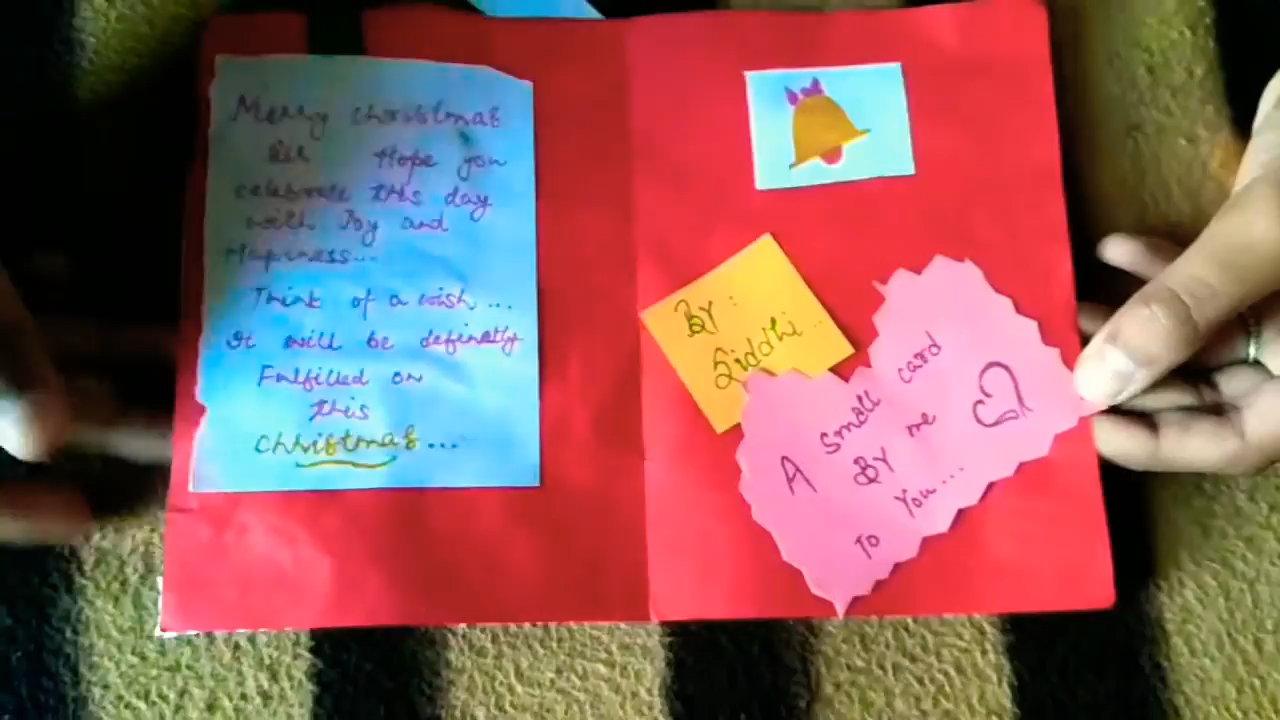 Merry christmas
Hope you
celebrate this day
with Joy and
Happiness...
Think of a wish...
It will be definatly
Fulfilled on
this
christmas...
BY:
Siddhi..
A small card
BY me
To You...